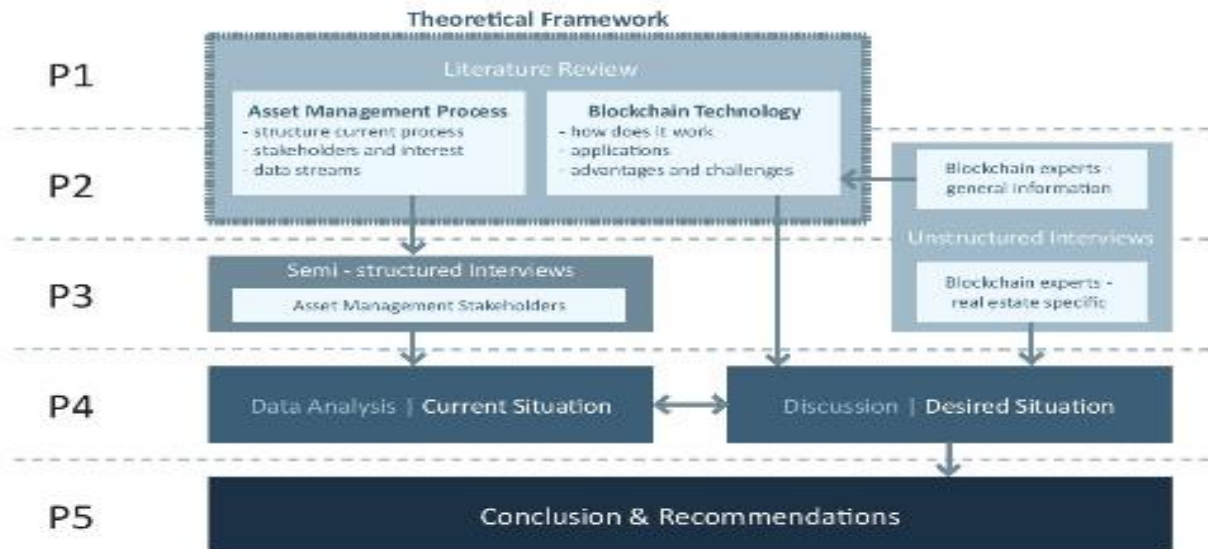 Theoretical Framework
P1
Literature Review
Asset Management Process
- structure current process
- stakeholders and interest
- data streams
Blockchain Technology
- how does it work
- applications
- advantages and challenges
P2
Blockchain experts -
general information
Unstructured Interviews
Blockchain experts -
real estate specific
P3
Semi - structured Interviews
Asset Management Stakeholders
P4
Data Analysis | Current Situation
Discussion | Desired Situation
P5
Conclusion & Recommendations